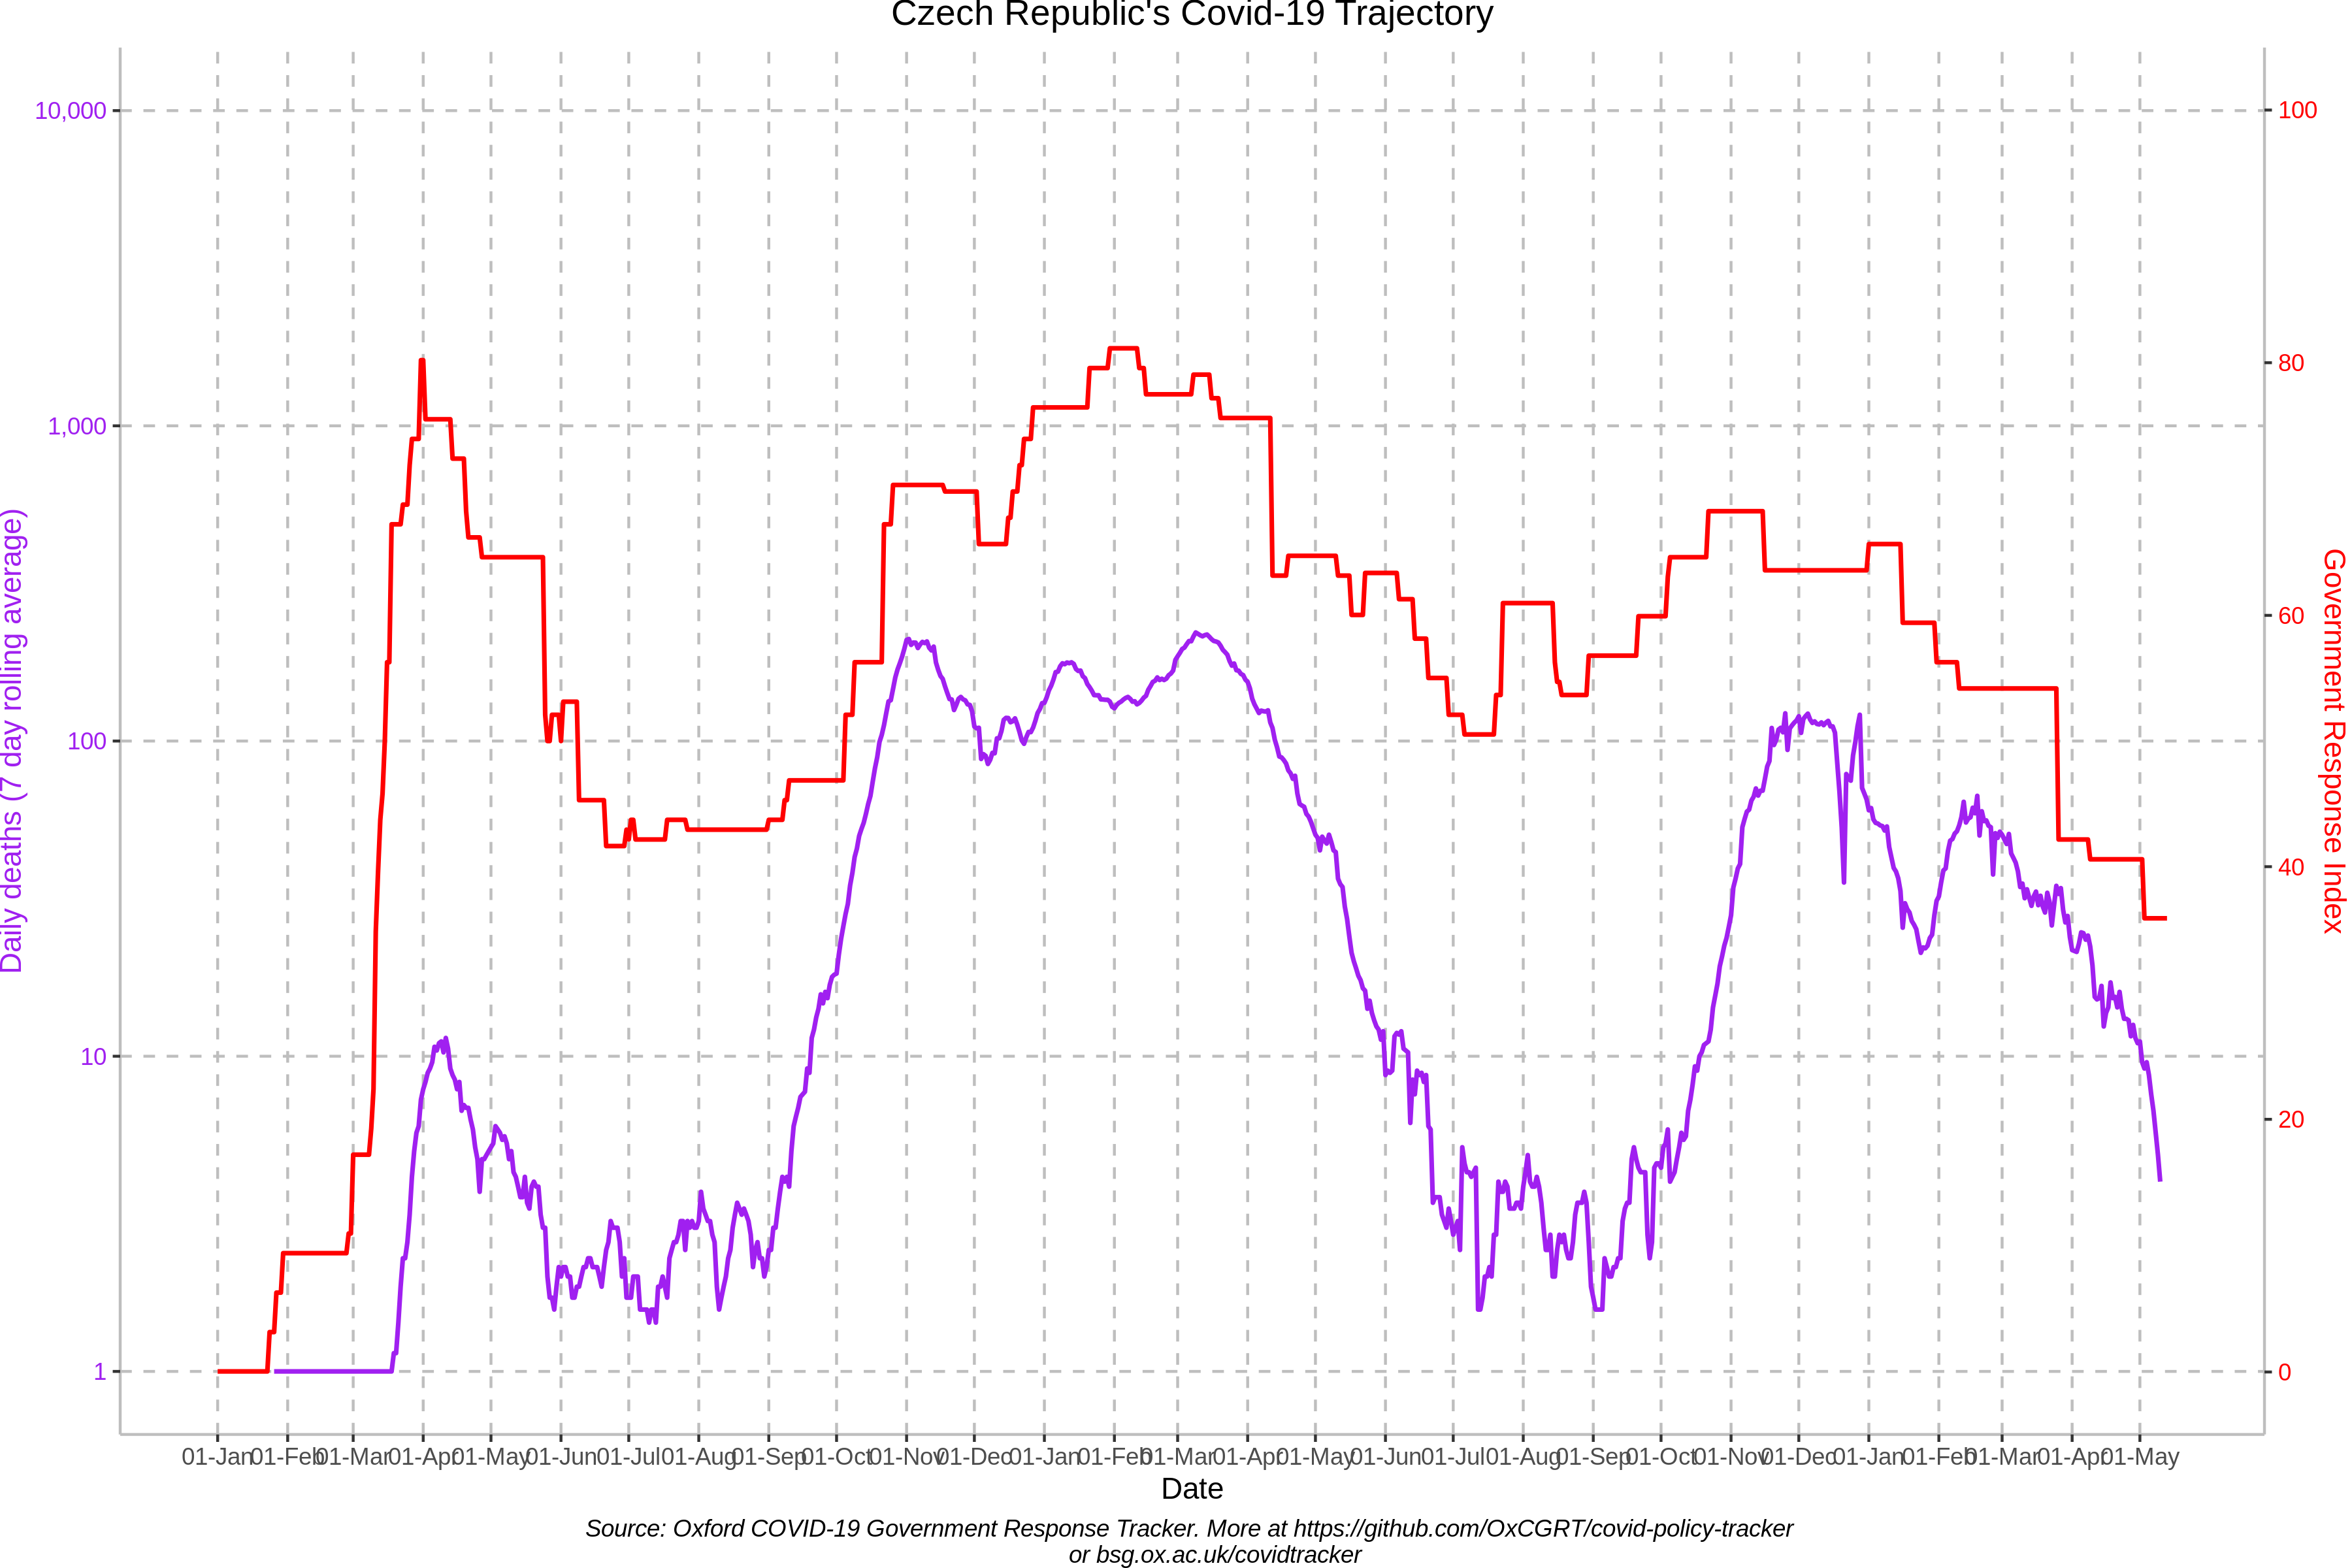 Czech Republic's Covid-19 Trajectory
10,000
1,000
100
10
1
Daily deaths (7 day rolling average)
100
80
60
40
20
0
Government Response Index
01-Jan 01-Feb 01-Mar 01-Apr 01-May 01-Jun 01-Jul 01-Aug 01-Sep 01-Oct 01-Nov 01-Dec 01-Jan 01-Feb 01-Mar 01-Apr 01-May 01-Jun 01-Jul 01-Aug 01-Sep 01-Oct 01-Nov 01-Dec 01-Jan 01-Feb 01-Mar 01-Apr 01-May
Date
Source: Oxford COVID-19 Government Response Tracker. More at https://github.com/OxCGRT/covid-policy-tracker
or bsg.ox.ac.uk/covidtracker